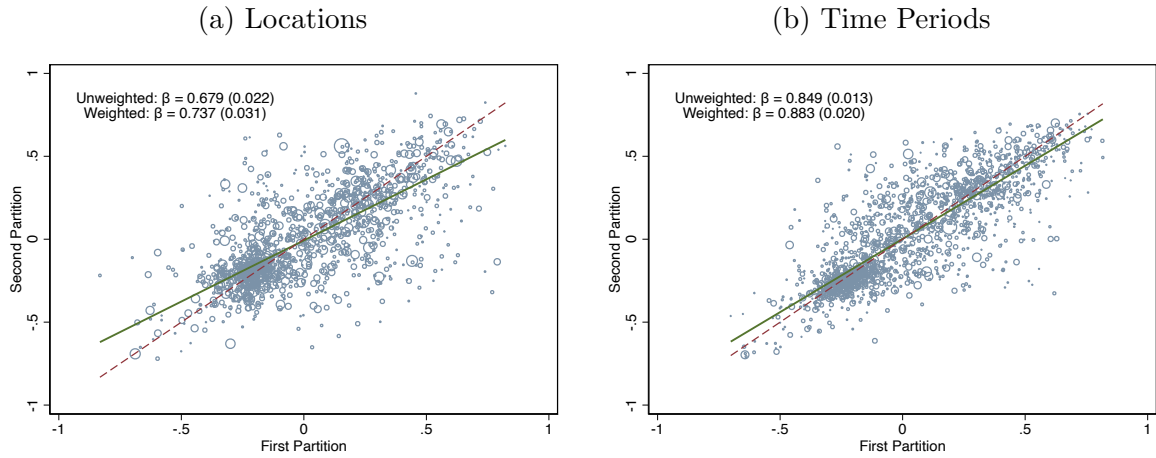 (a) Locations
Unweighted: β = 0.679 (0.022)
Weighted: β = 0.737 (0.031)
Second Partition
1
.5
0
-.5
-1
-1
-.5
0
.5
1
First Partition
(b) Time Periods
Unweighted: β = 0.849 (0.013)
Weighted: β = 0.883 (0.020)
Second Partition
1
.5
0
-.5
-1
-1
-.5
0
.5
1
First Partition